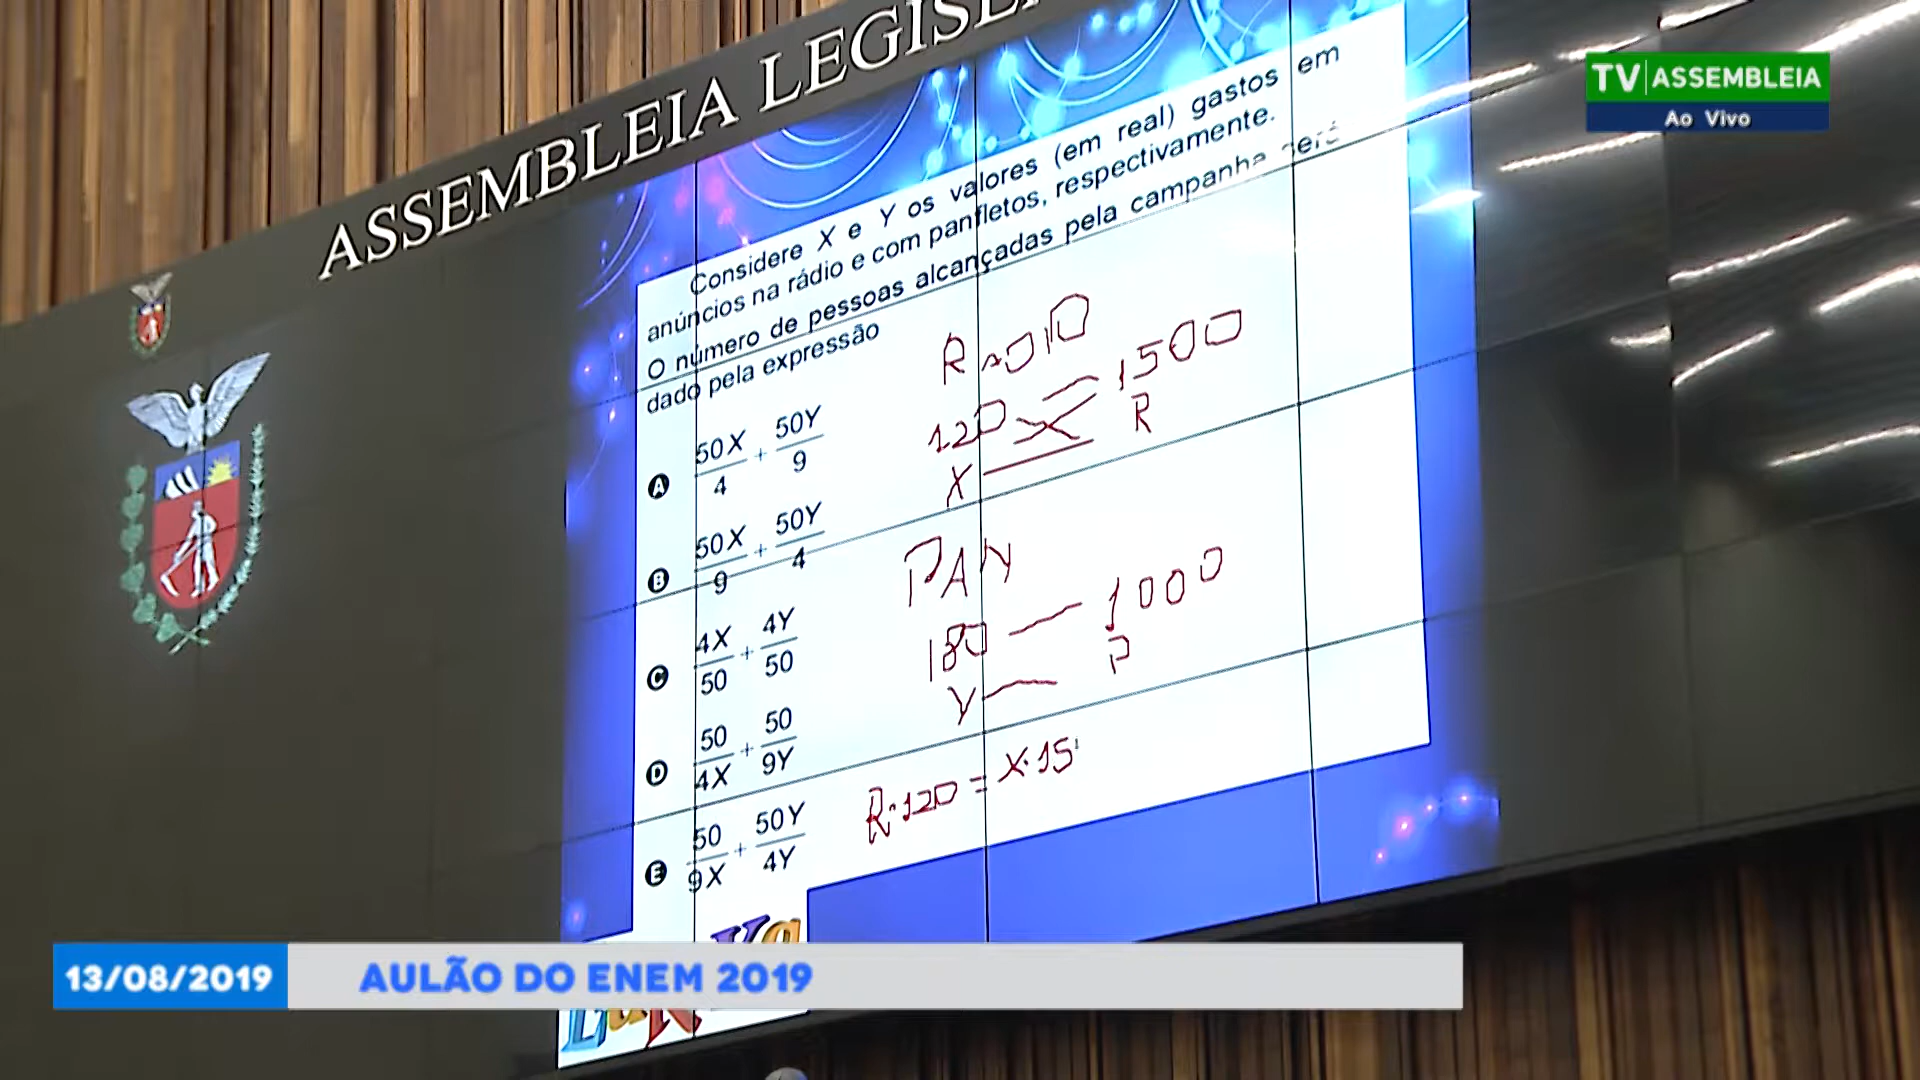 ASSEMBLEIA
TV ASSEMBLEIA
Ao Vivo
Considere X e Y os valores (em real) gastos em
anúncios na rádio e com panfletos, respectivamente.
O número de pessoas alcançadas pela campanha será
dado pela expressão
A 50X/4 + 50Y/9
B 50X/9 + 50Y/4
C 4X/50 + 4Y/50
D 50/4X + 50/9Y
E 50/9X + 50Y/4Y
RADIO
120 1500
X R
PAN
180 — 1000
Y — P
R·120 = X·15
13/08/2019 AULÃO DO ENEM 2019